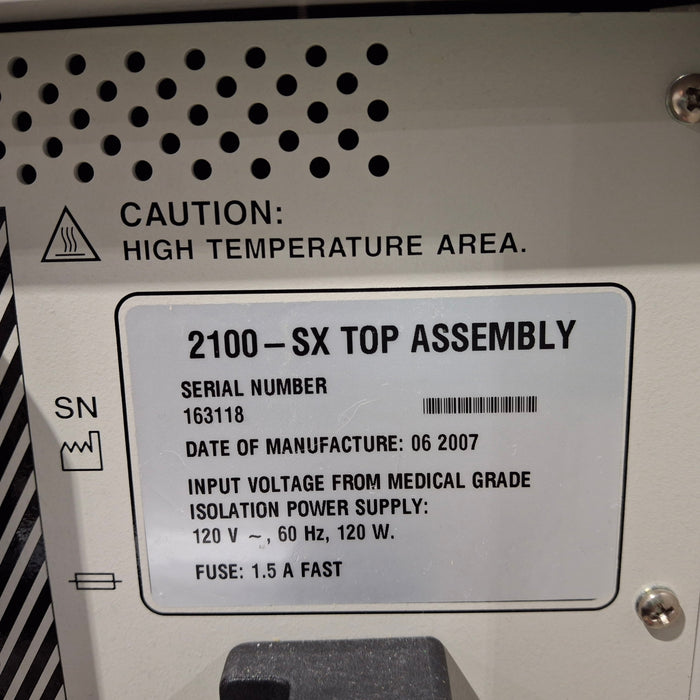 CAUTION:
HIGH TEMPERATURE AREA.
2100-SX TOP ASSEMBLY
SN
SERIAL NUMBER
163118
DATE OF MANUFACTURE: 06 2007
INPUT VOLTAGE FROM MEDICAL GRADE
ISOLATION POWER SUPPLY:
120 V ~, 60 Hz, 120 W.
FUSE: 1.5 A FAST